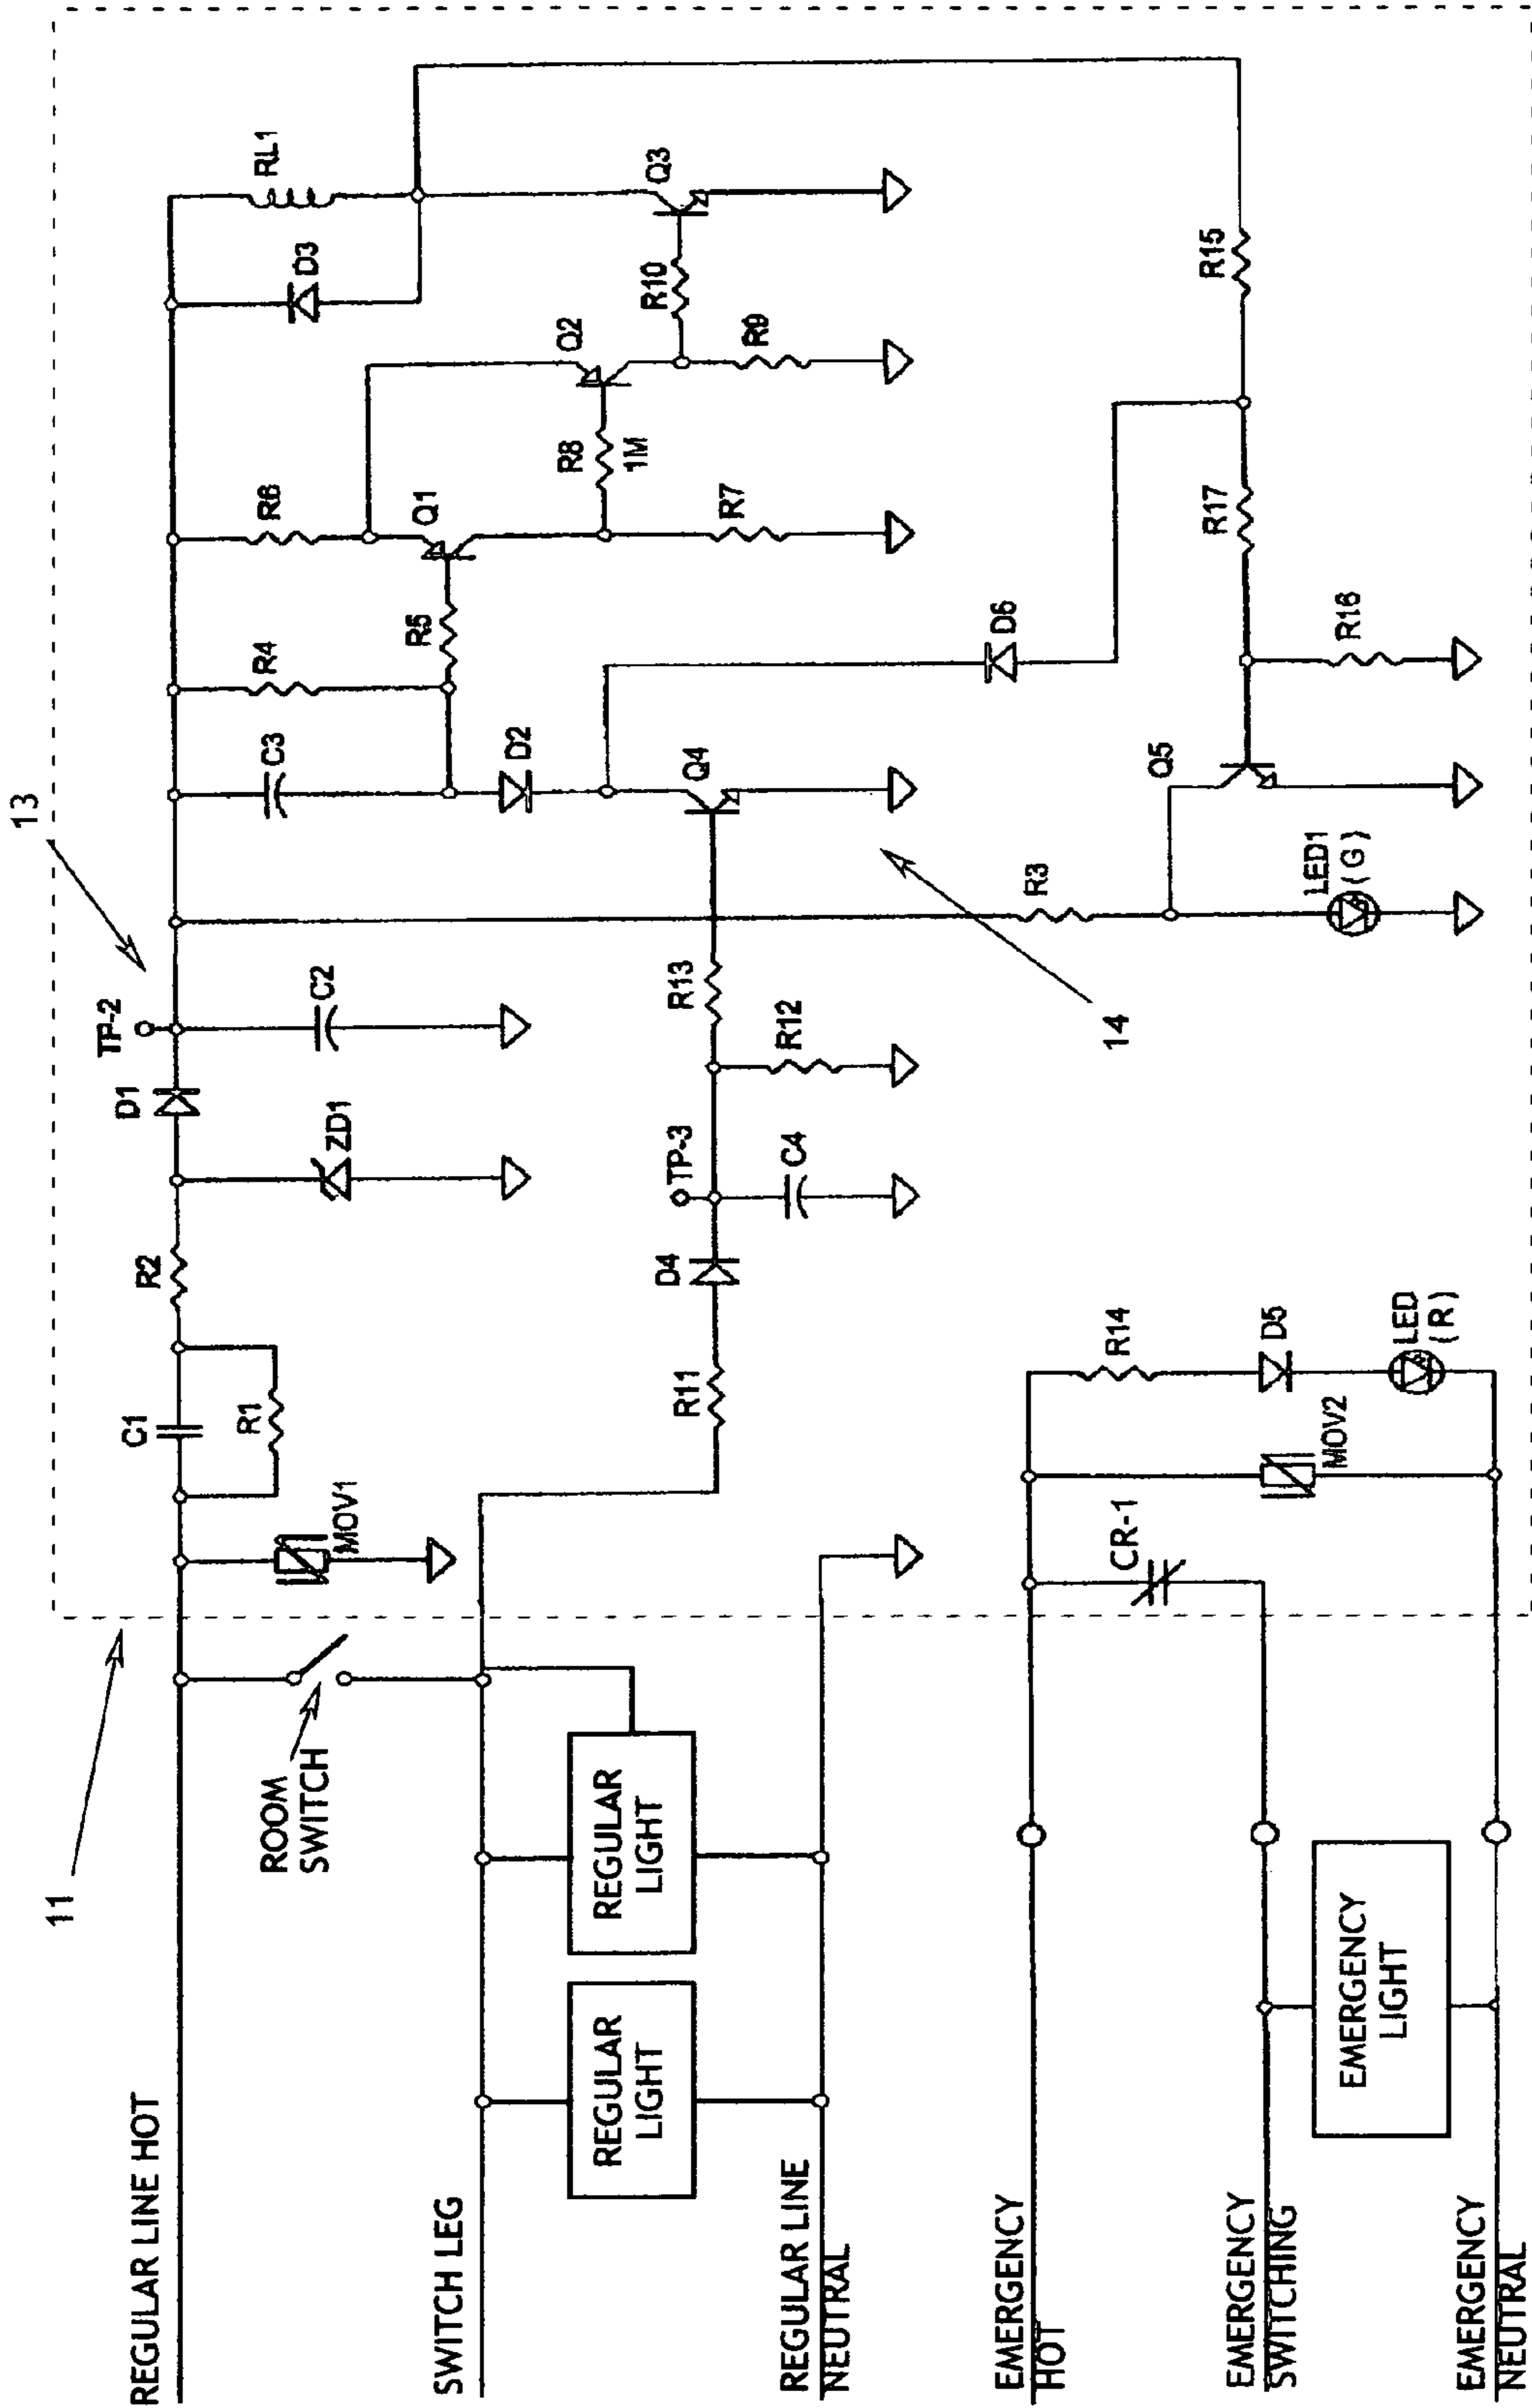 11
13
REGULAR LINE HOT
ROOM
SWITCH
MOV1
C1
R1
R2
D1
ZD1
TP-2
C2
C3
R4
R6
D3
RL1
R5
Q1
D2
R8
1M
Q2
R10
Q3
R7
R9
SWITCH LEG
REGULAR
LIGHT
REGULAR
LIGHT
R11
D4
TP-3
C4
R12
R13
Q4
14
D6
REGULAR LINE
NEUTRAL
EMERGENCY
HOT
CR-1
MOV2
R14
D5
LED
(R)
R3
LED1
(G)
Q5
R16
R17
R15
EMERGENCY
SWITCHING
EMERGENCY
LIGHT
EMERGENCY
NEUTRAL